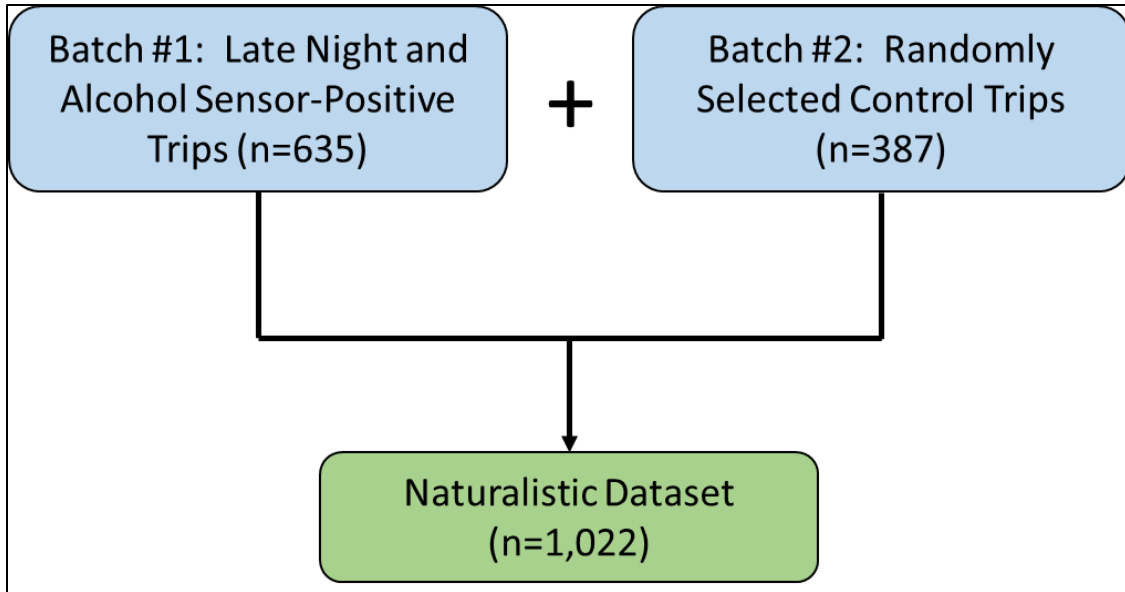 Batch #1:  Late Night and
Alcohol Sensor-Positive
Trips (n=635)
+
Batch #2:  Randomly
Selected Control Trips
(n=387)
Naturalistic Dataset
(n=1,022)